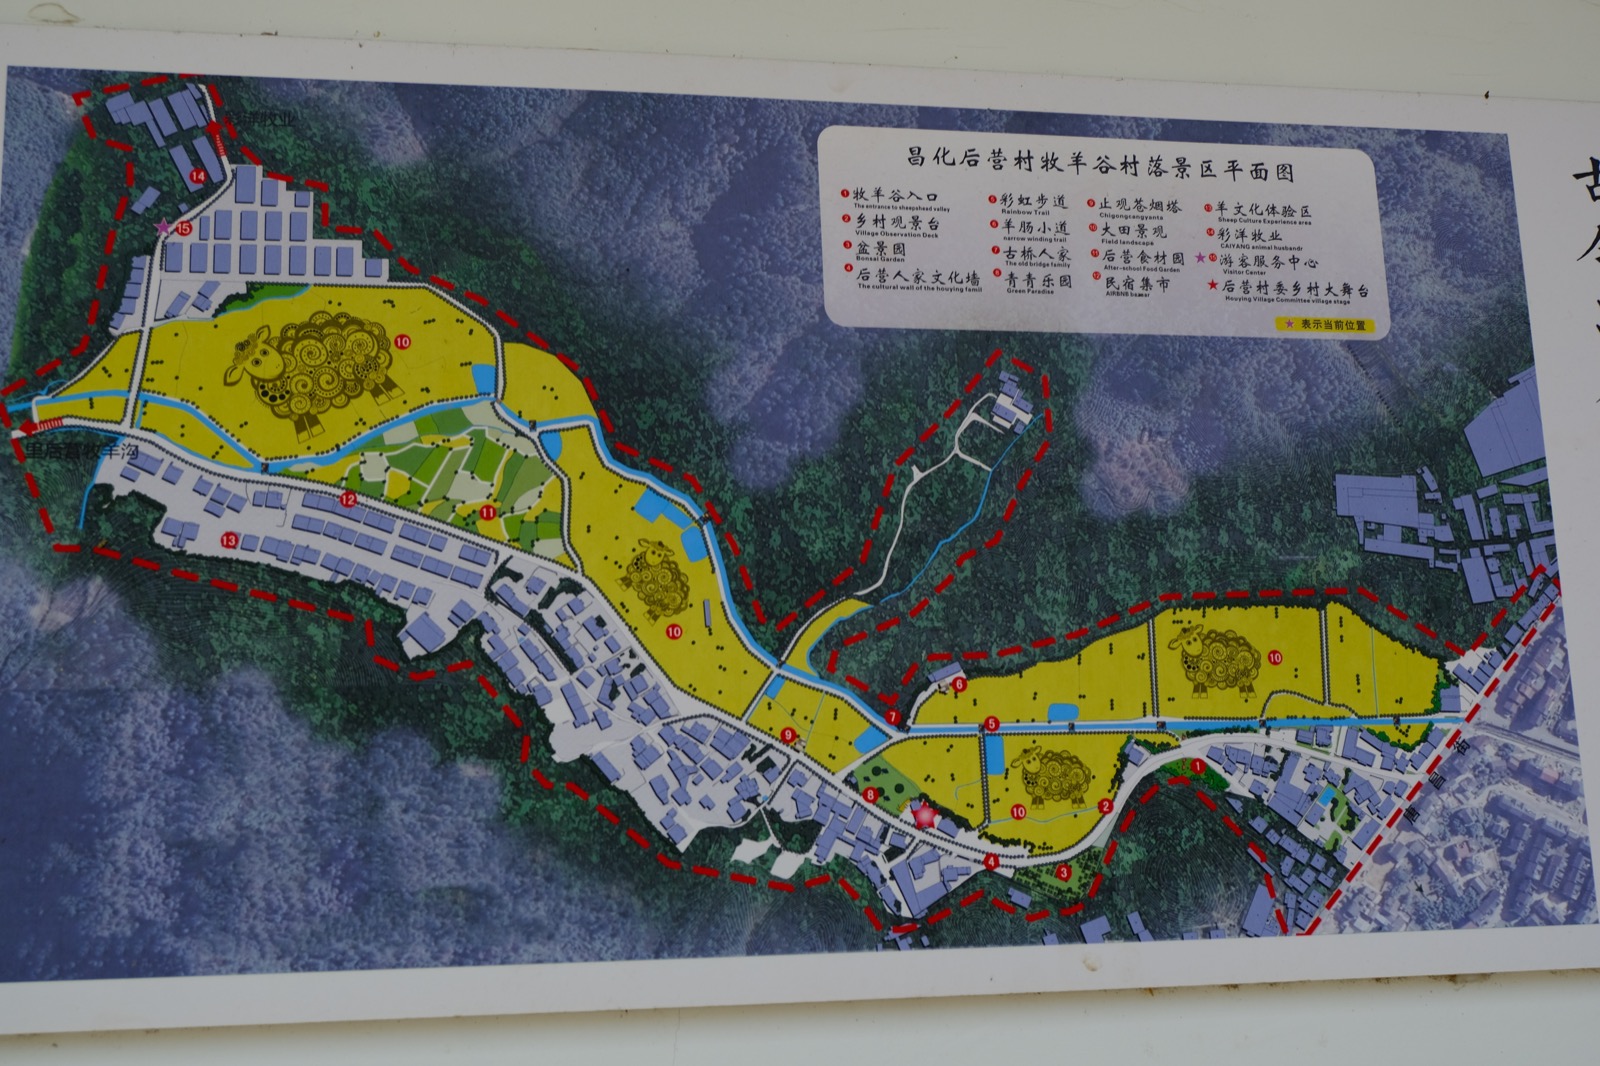 昌化后营村牧羊谷村落景区平面图
1 牧羊谷入口
The entrance to sheepshead valley
2 乡村观景台
Village Observation Deck
3 盆景园
Bonsai Garden
4 后营人家文化墙
The cultural wall of the houying famil
5 彩虹步道
Rainbow Trail
6 羊肠小道
narrow winding trail
7 古桥人家
The old bridge family
8 青青乐园
Green Paradise
9 止观苍烟塔
Chigongcangyanta
10 大田景观
Field landscape
11 后营食材园
After-school Food Garden
12 民宿集市
AIRBNB bazaar
13 羊文化体验区
Sheep Culture Experience area
14 彩洋牧业
CAIYANG animal husbandr
15 游客服务中心
Visitor Center
后营村委乡村大舞台
Houying Village Committee village stage
表示当前位置
彩洋牧业
14
15
10
里后营牧羊沟
12
11
13
10
10
6
7
5
9
1
8
10
2
4
3